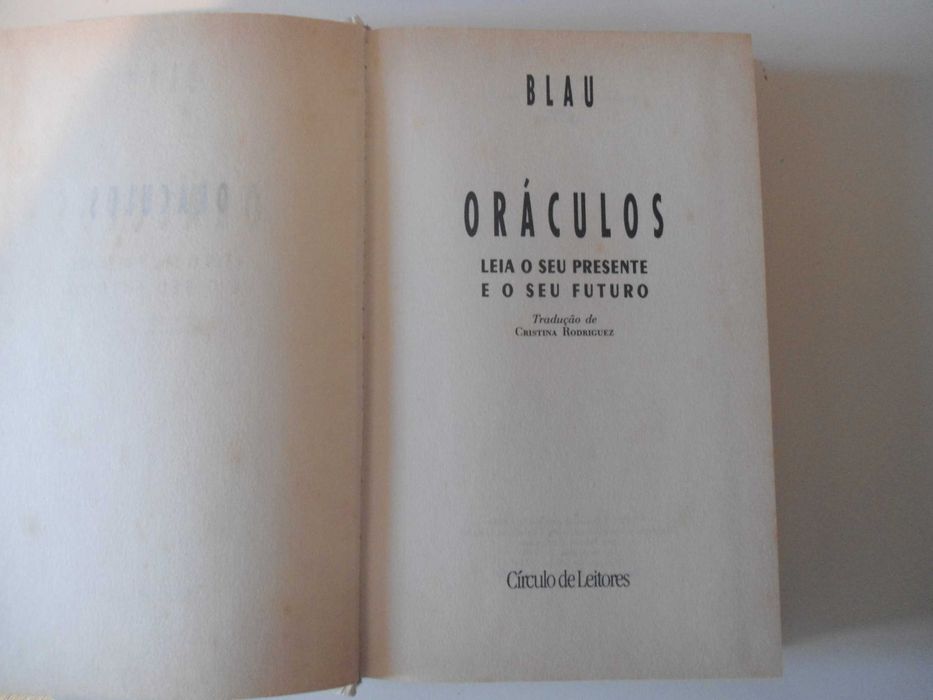 BLAU
ORÁCULOS
LEIA O SEU PRESENTE
E O SEU FUTURO
Tradução de
CRISTINA RODRIGUEZ
Círculo de Leitores